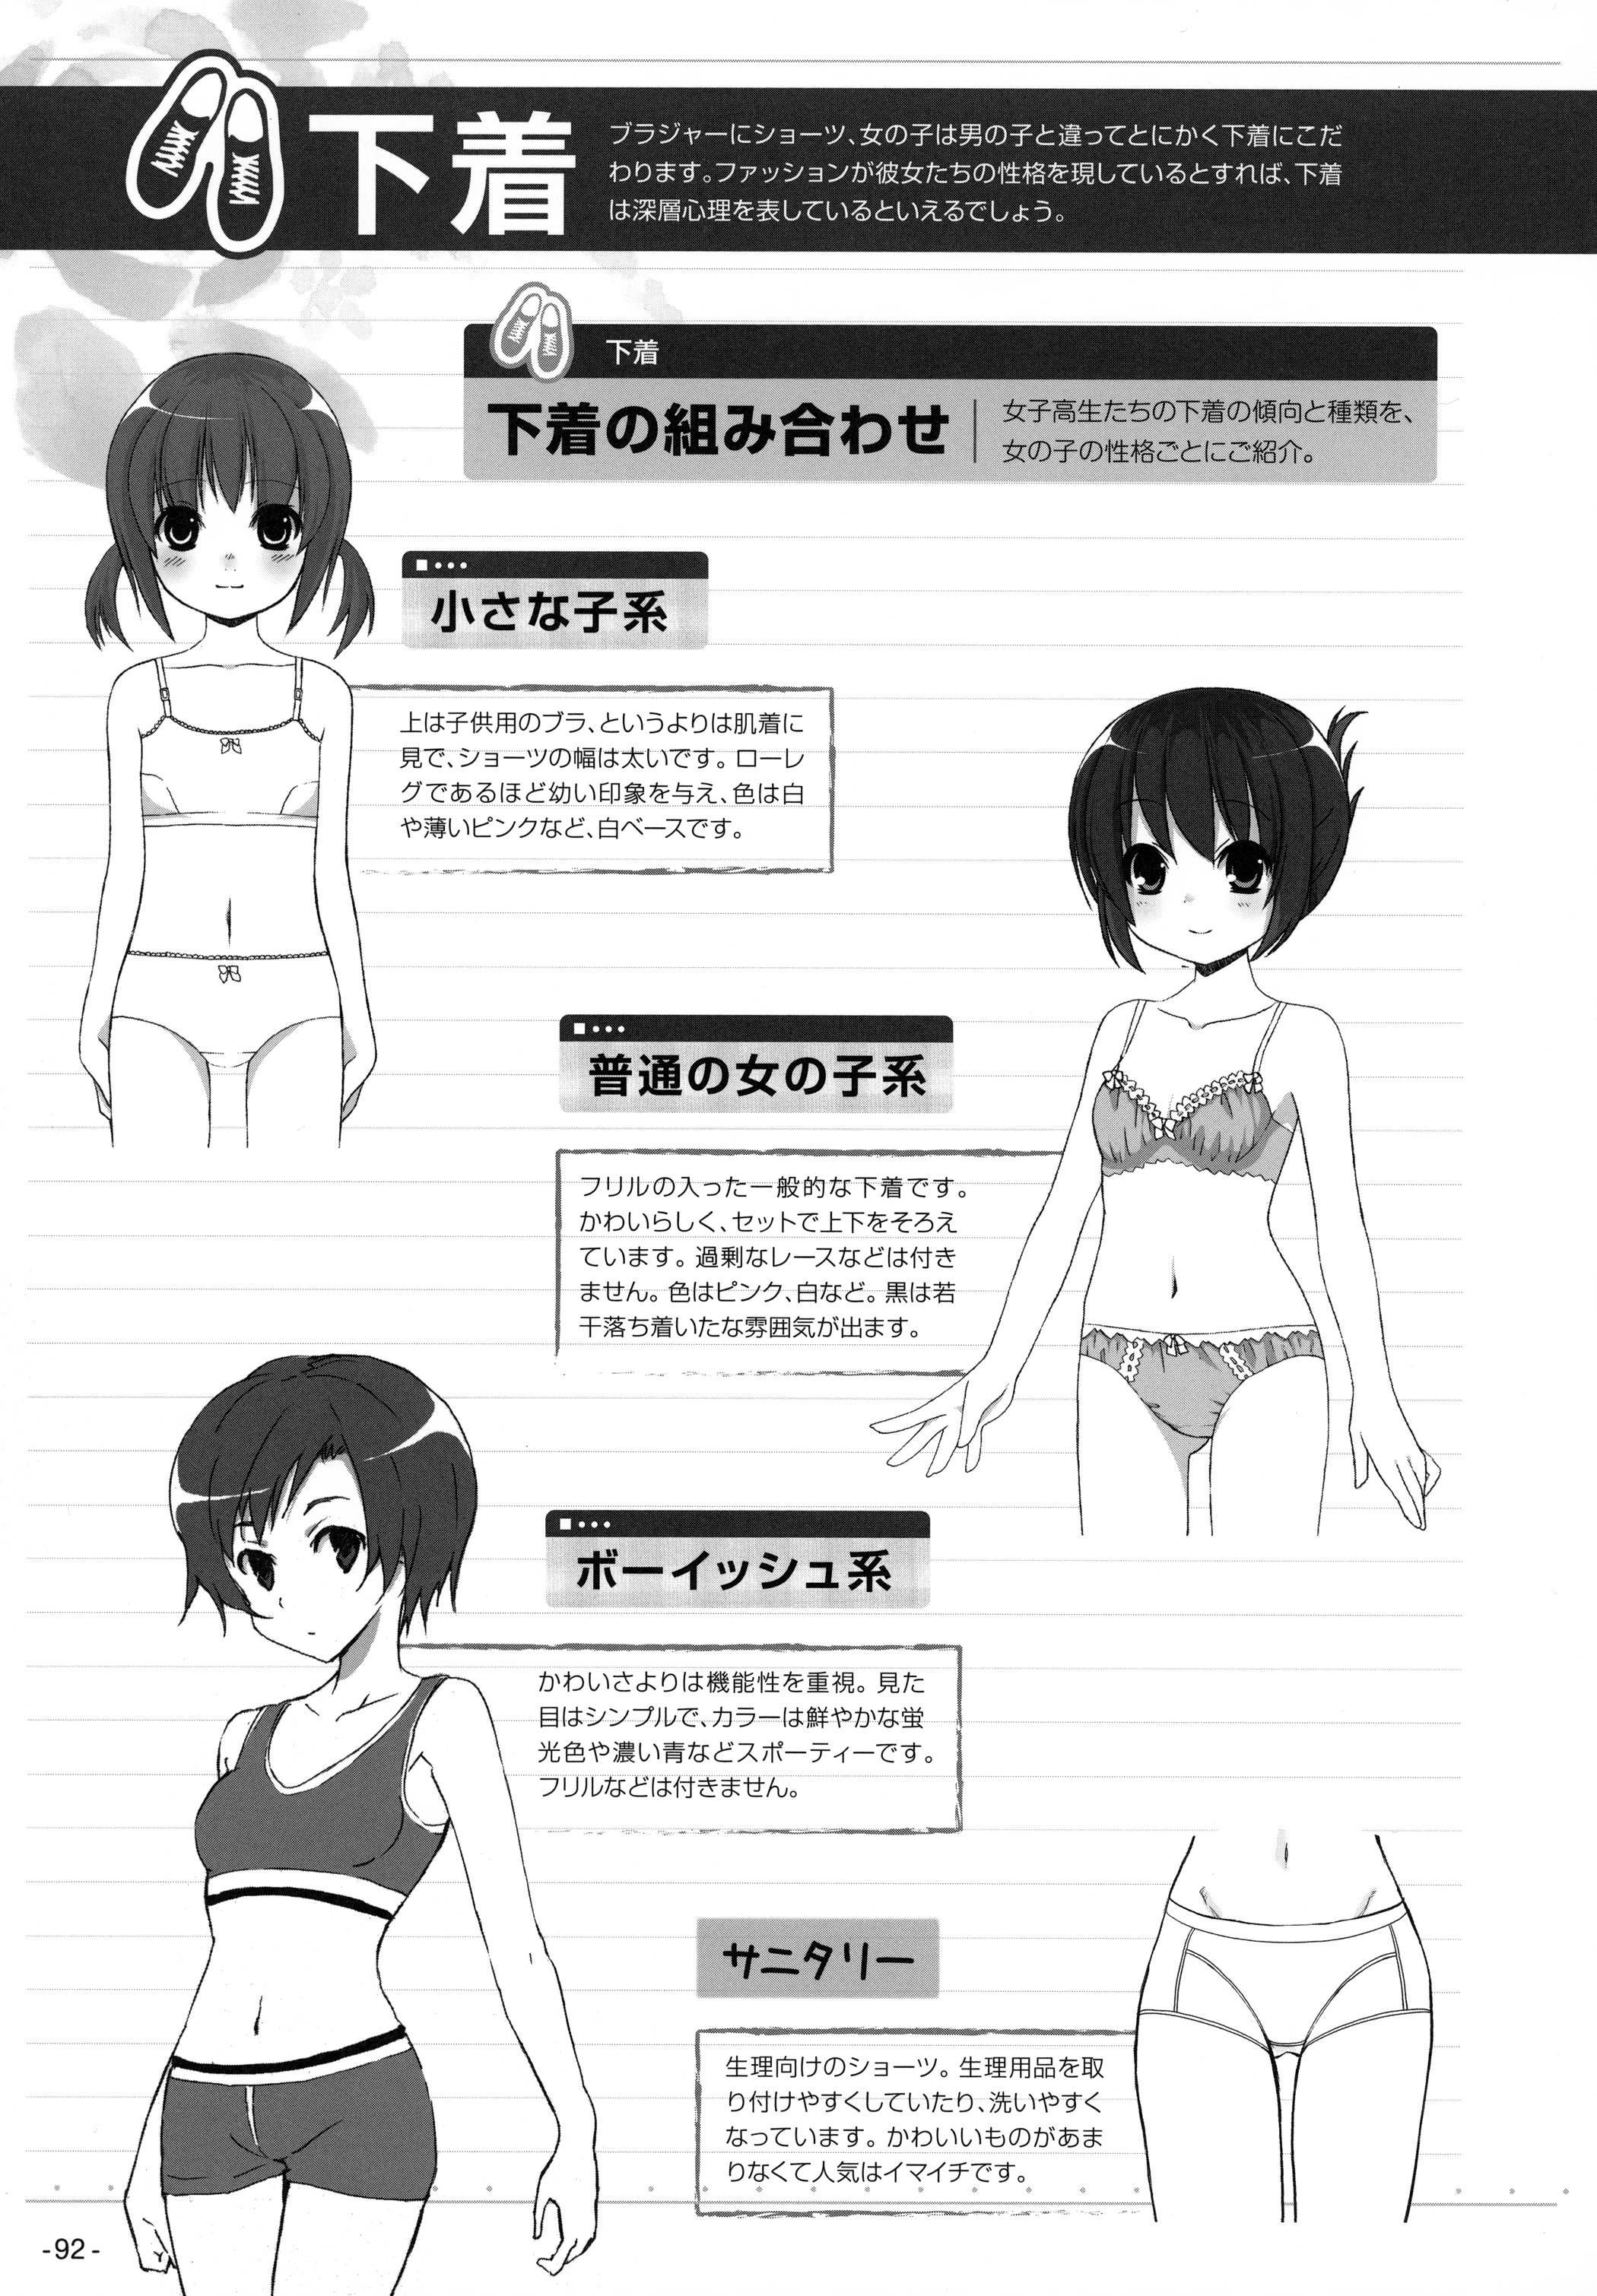 下着
ブラジャーにショーツ、女の子は男の子と違ってとにかく下着にこだ
わります。ファッションが彼女たちの性格を現しているとすれば、下着
は深層心理を表しているといえるでしょう。
下着
下着の組み合わせ
女子高生たちの下着の傾向と種類を、
女の子の性格ごとにご紹介。
小さな子系
上は子供用のブラ、というよりは肌着に
見で、ショーツの幅は太いです。ローレ
グであるほど幼い印象を与え、色は白
や薄いピンクなど、白ベースです。
普通の女の子系
フリルの入った一般的な下着です。
かわいらしく、セットで上下をそろえ
ています。過剰なレースなどは付き
ません。色はピンク、白など。黒は若
干落ち着いたな雰囲気が出ます。
ボーイッシュ系
かわいさよりは機能性を重視。見た
目はシンプルで、カラーは鮮やかな蛍
光色や濃い青などスポーティーです。
フリルなどは付きません。
サニタリー
生理向けのショーツ。生理用品を取
り付けやすくしていたり、洗いやすく
なっています。かわいいものがあま
りなくて人気はイマイチです。
-92-